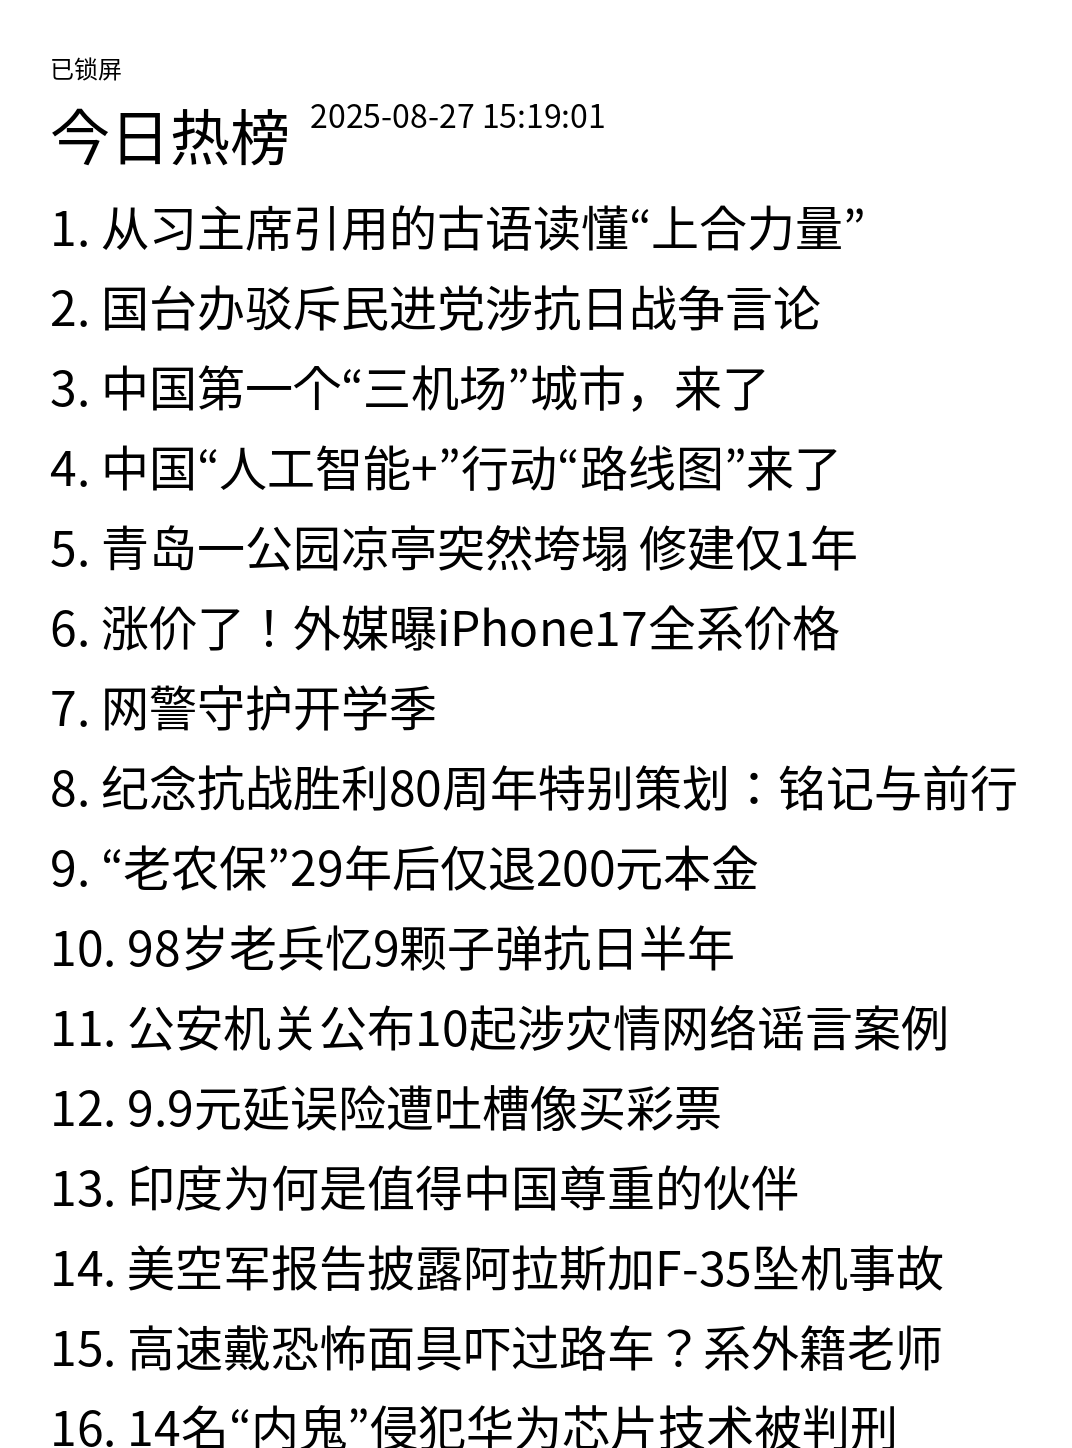 已锁屏
今日热榜 2025-08-27 15:19:01
1. 从习主席引用的古语读懂“上合力量”
2. 国台办驳斥民进党涉抗日战争言论
3. 中国第一个“三机场”城市，来了
4. 中国“人工智能+”行动“路线图”来了
5. 青岛一公园凉亭突然垮塌 修建仅1年
6. 涨价了！外媒曝iPhone17全系价格
7. 网警守护开学季
8. 纪念抗战胜利80周年特别策划：铭记与前行
9. “老农保”29年后仅退200元本金
10. 98岁老兵忆9颗子弹抗日半年
11. 公安机关公布10起涉灾情网络谣言案例
12. 9.9元延误险遭吐槽像买彩票
13. 印度为何是值得中国尊重的伙伴
14. 美空军报告披露阿拉斯加F-35坠机事故
15. 高速戴恐怖面具吓过路车？系外籍老师
16. 14名“内鬼”侵犯华为芯片技术被判刑